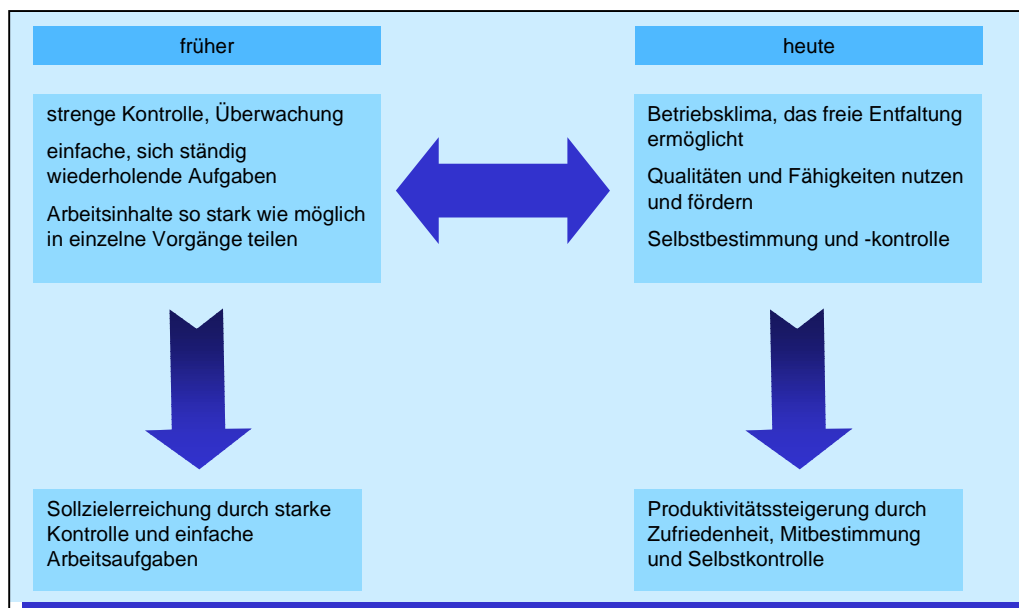 früher
heute
strenge Kontrolle, Überwachung
einfache, sich ständig
wiederholende Aufgaben
Arbeitsinhalte so stark wie möglich
in einzelne Vorgänge teilen
Betriebsklima, das freie Entfaltung
ermöglicht
Qualitäten und Fähigkeiten nutzen
und fördern
Selbstbestimmung und -kontrolle
Sollzielerreichung durch starke
Kontrolle und einfache
Arbeitsaufgaben
Produktivitätssteigerung durch
Zufriedenheit, Mitbestimmung
und Selbstkontrolle